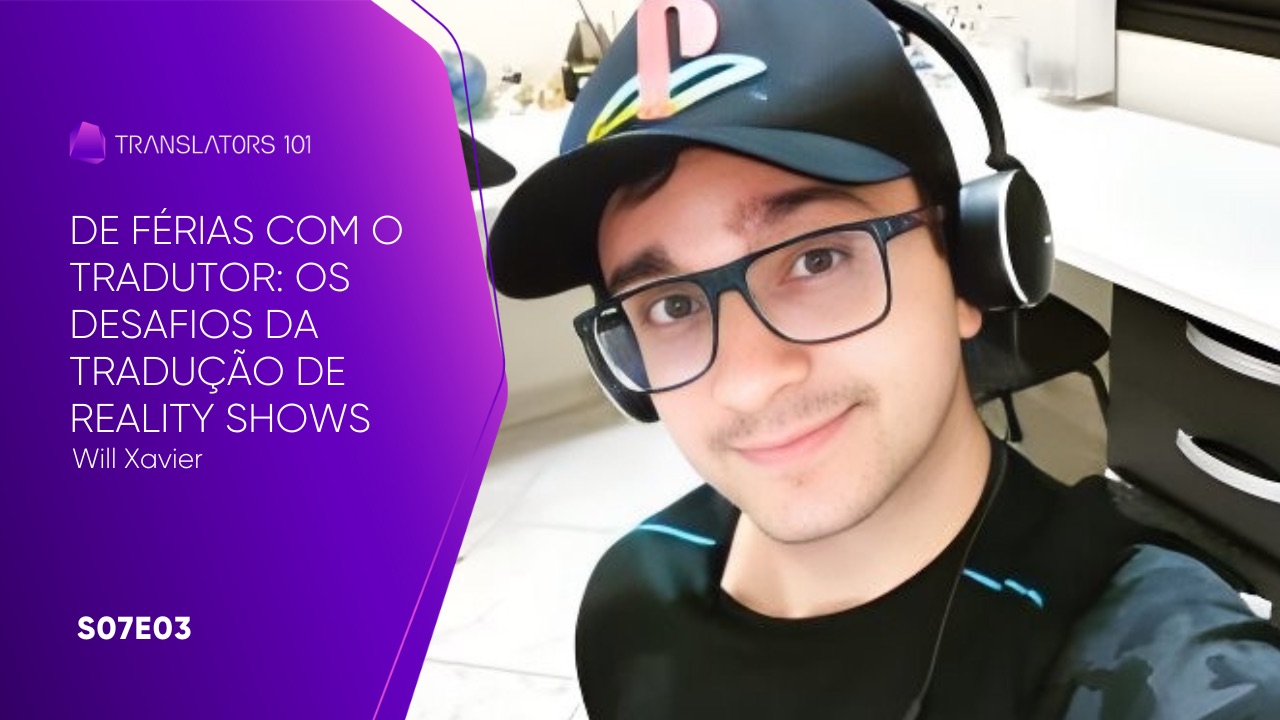 TRANSLATORS 101
DE FÉRIAS COM O
TRADUTOR: OS
DESAFIOS DA
TRADUÇÃO DE
REALITY SHOWS
Will Xavier
S07E03